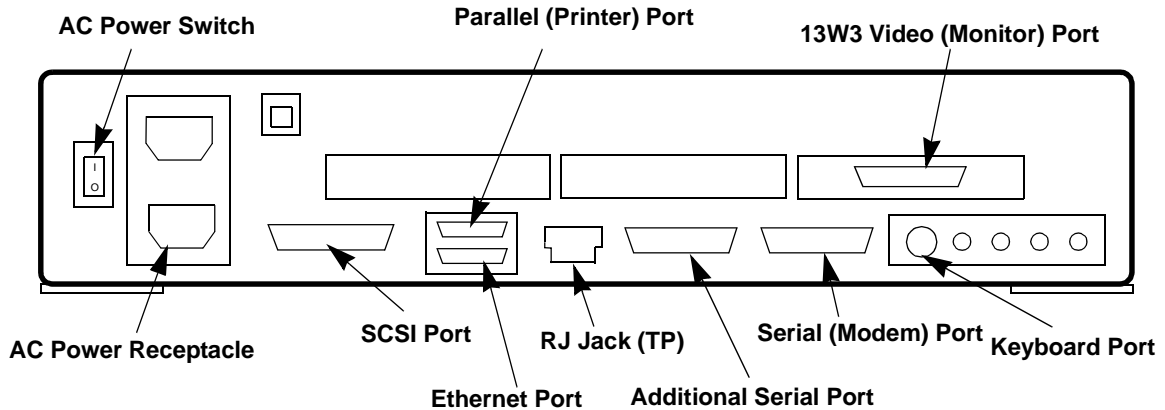 Parallel (Printer) Port
AC Power Switch
13W3 Video (Monitor) Port
I
O
SCSI Port
RJ Jack (TP)
Serial (Modem) Port
Keyboard Port
AC Power Receptacle
Ethernet Port
Additional Serial Port